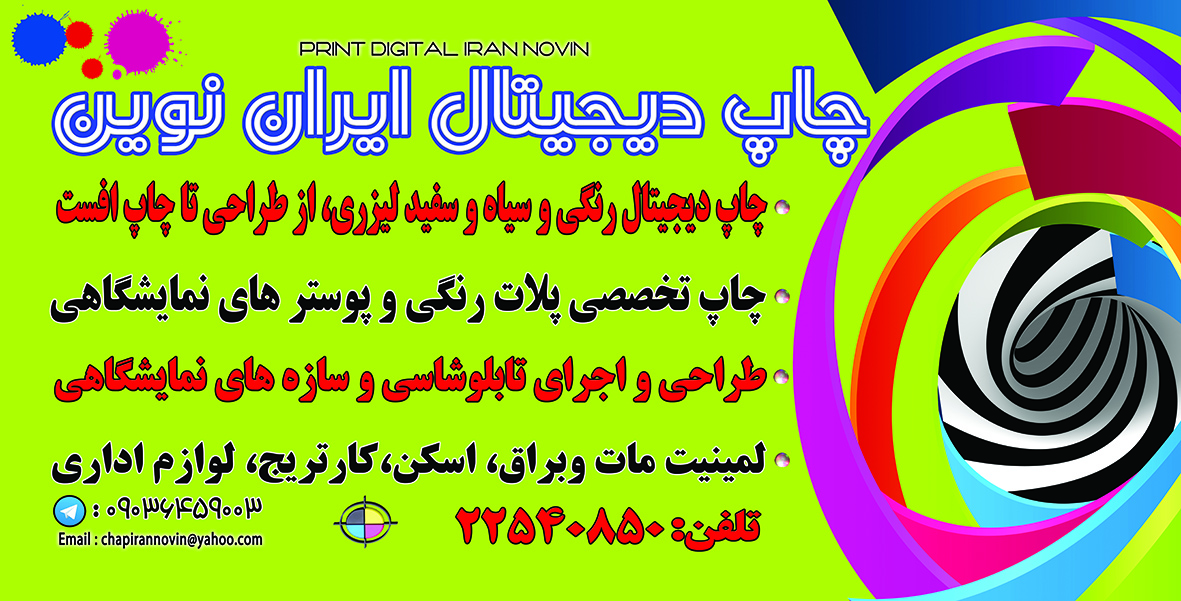 PRINT DIGITAL IRAN NOVIN
چاپ دیجیتال ایران نوین
چاپ دیجیتال رنگی و سیاه و سفید لیزری، از طراحی تا چاپ افست
چاپ تخصصی پلات رنگی و پوستر های نمایشگاهی
طراحی و اجرای تابلوشاسی و سازه های نمایشگاهی
لمینیت مات وبراق، اسکن،کارتریج، لوازم اداری
تلفن: ۲۲۵۴۰۸۵۰
: ۰۹۰۳۶۴۵۹۰۰۳
Email : chapirannovin@yahoo.com